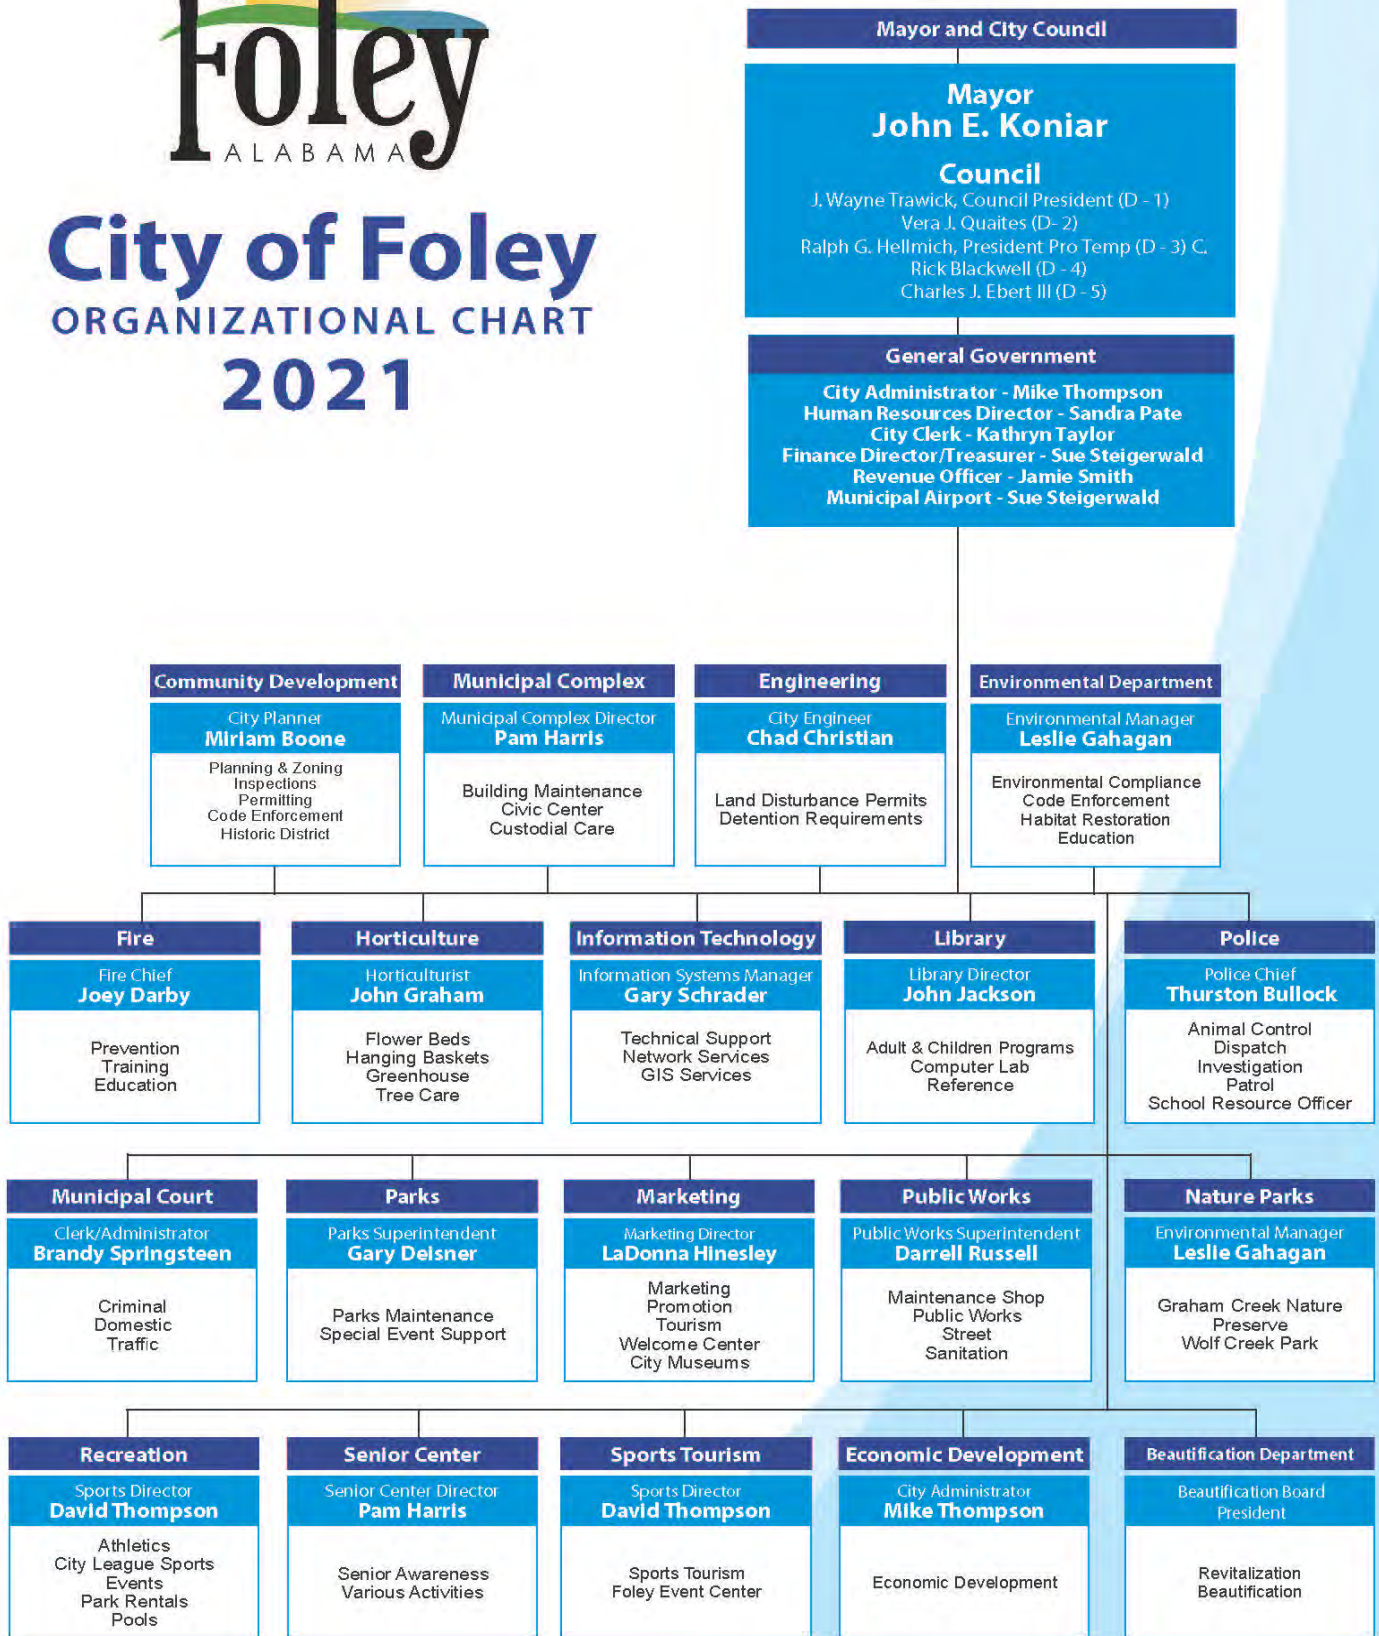 Foley
ALABAMA
City of Foley
ORGANIZATIONAL CHART
2021
Mayor and City Council
Mayor
John E. Koniar
Council
J. Wayne Trawick, Council President (D - 1)
Vera J. Quaites (D- 2)
Ralph G. Hellmich, President Pro Temp (D - 3) C.
Rick Blackwell (D - 4)
Charles J. Ebert III (D - 5)
General Government
City Administrator - Mike Thompson
Human Resources Director - Sandra Pate
City Clerk - Kathryn Taylor
Finance Director/Treasurer - Sue Steigerwald
Revenue Officer - Jamie Smith
Municipal Airport - Sue Steigerwald
Community Development
City Planner
Miriam Boone
Planning & Zoning
Inspections
Permitting
Code Enforcement
Historic District
Municipal Complex
Municipal Complex Director
Pam Harris
Building Maintenance
Civic Center
Custodial Care
Engineering
City Engineer
Chad Christian
Land Disturbance Permits
Detention Requirements
Environmental Department
Environmental Manager
Leslie Gahagan
Environmental Compliance
Code Enforcement
Habitat Restoration
Education
Fire
Fire Chief
Joey Darby
Prevention
Training
Education
Horticulture
Horticulturist
John Graham
Flower Beds
Hanging Baskets
Greenhouse
Tree Care
Information Technology
Information Systems Manager
Gary Schrader
Technical Support
Network Services
GIS Services
Library
Library Director
John Jackson
Adult & Children Programs
Computer Lab
Reference
Police
Police Chief
Thurston Bullock
Animal Control
Dispatch
Investigation
Patrol
School Resource Officer
Municipal Court
Clerk/Administrator
Brandy Springsteen
Criminal
Domestic
Traffic
Parks
Parks Superintendent
Gary Deisner
Parks Maintenance
Special Event Support
Marketing
Marketing Director
LaDonna Hinesley
Marketing
Promotion
Tourism
Welcome Center
City Museums
Public Works
Public Works Superintendent
Darrell Russell
Maintenance Shop
Public Works
Street
Sanitation
Nature Parks
Environmental Manager
Leslie Gahagan
Graham Creek Nature
Preserve
Wolf Creek Park
Recreation
Sports Director
David Thompson
Athletics
City League Sports
Events
Park Rentals
Pools
Senior Center
Senior Center Director
Pam Harris
Senior Awareness
Various Activities
Sports Tourism
Sports Director
David Thompson
Sports Tourism
Foley Event Center
Economic Development
City Administrator
Mike Thompson
Economic Development
Beautification Department
Beautification Board
President
Revitalization
Beautification